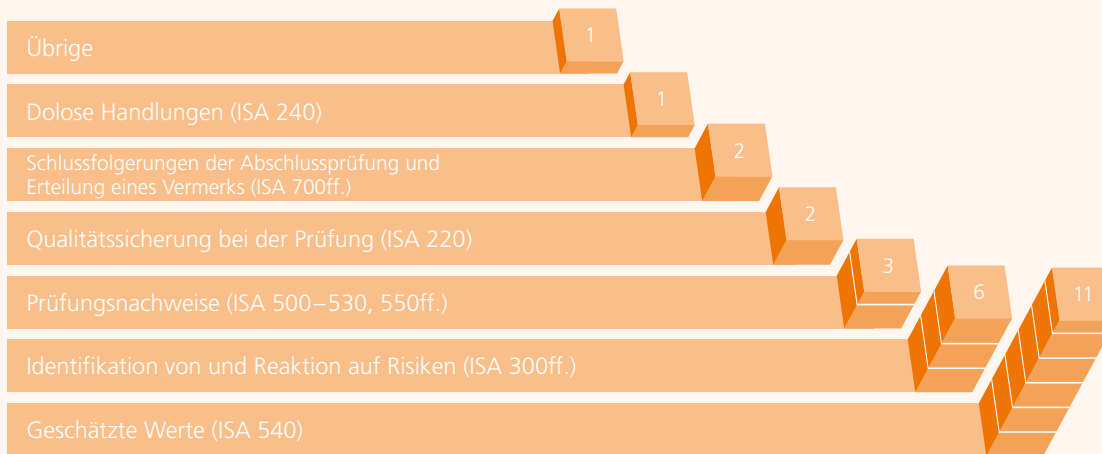 Übrige
1
Dolose Handlungen (ISA 240)
1
Schlussfolgerungen der Abschlussprüfung und
Erteilung eines Vermerks (ISA 700ff.)
2
Qualitätssicherung bei der Prüfung (ISA 220)
2
Prüfungsnachweise (ISA 500–530, 550ff.)
3
Identifikation von und Reaktion auf Risiken (ISA 300ff.)
6
Geschätzte Werte (ISA 540)
11